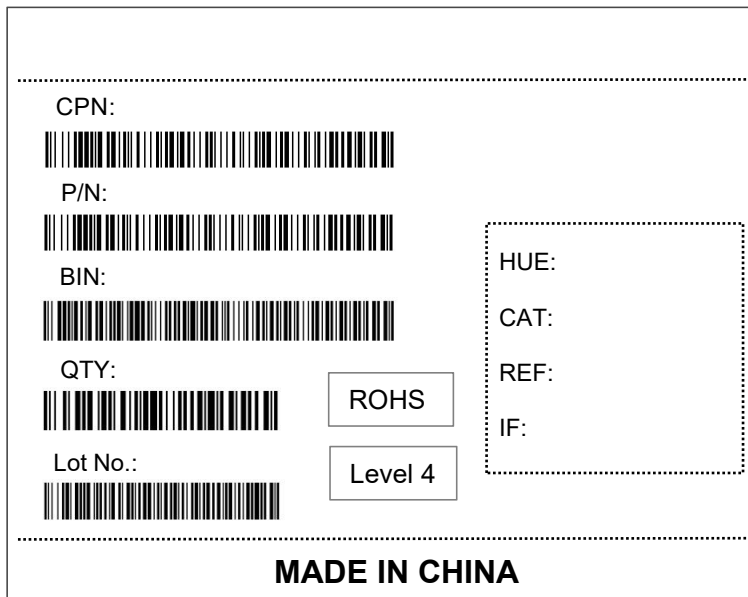 CPN:
P/N:
BIN:
QTY:
Lot No.:
ROHS
Level 4
HUE:
CAT:
REF:
IF:
MADE IN CHINA